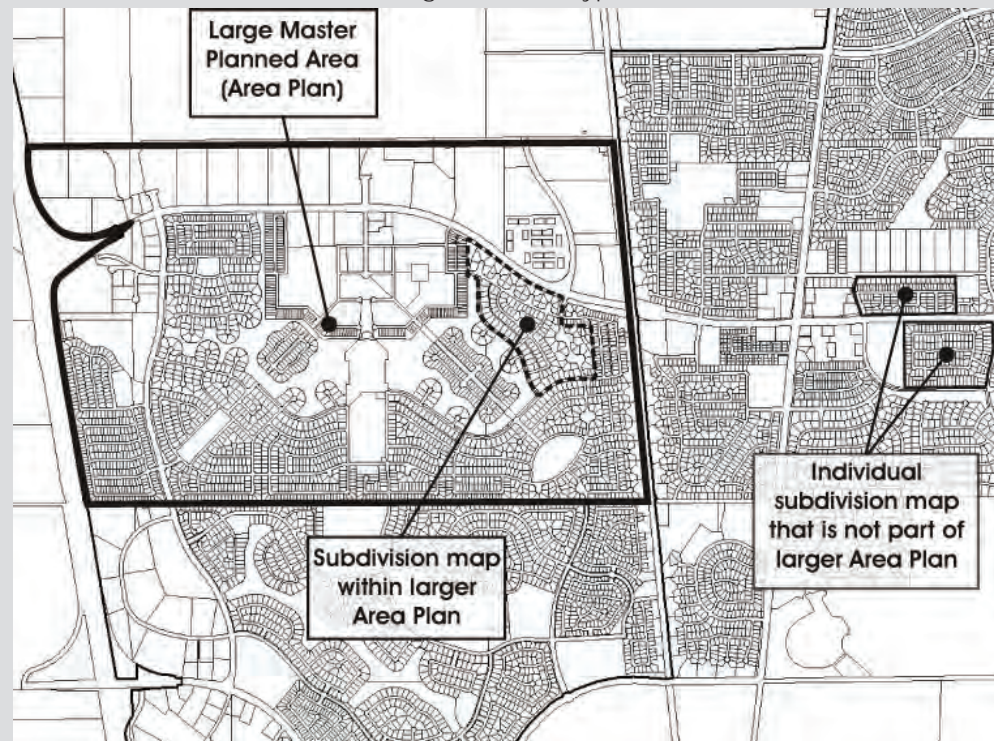 Large Master
Planned Area
(Area Plan)
Subdivision map
within larger
Area Plan
Individual
subdivision map
that is not part of
larger Area Plan